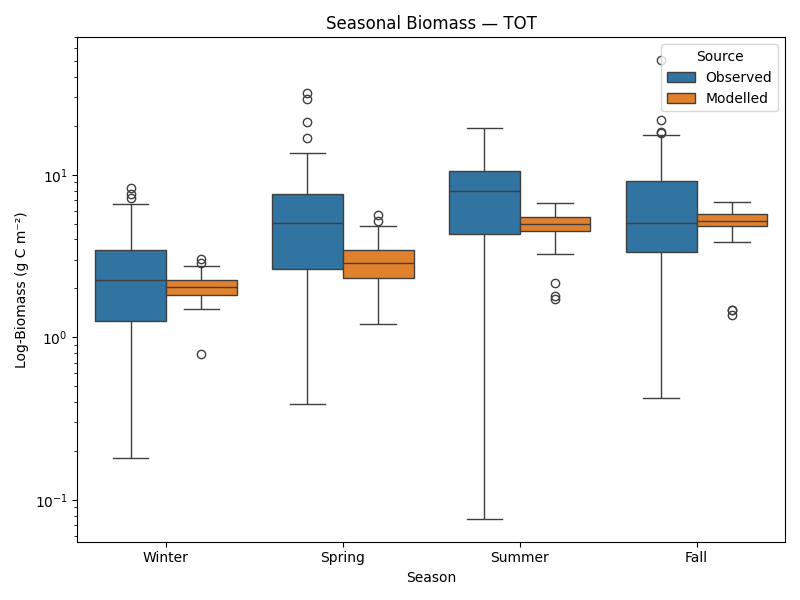 Seasonal Biomass — TOT
Source
Observed
Modelled
Log-Biomass (g C m⁻²)
10¹
10⁰
10⁻¹
Winter
Spring
Summer
Fall
Season